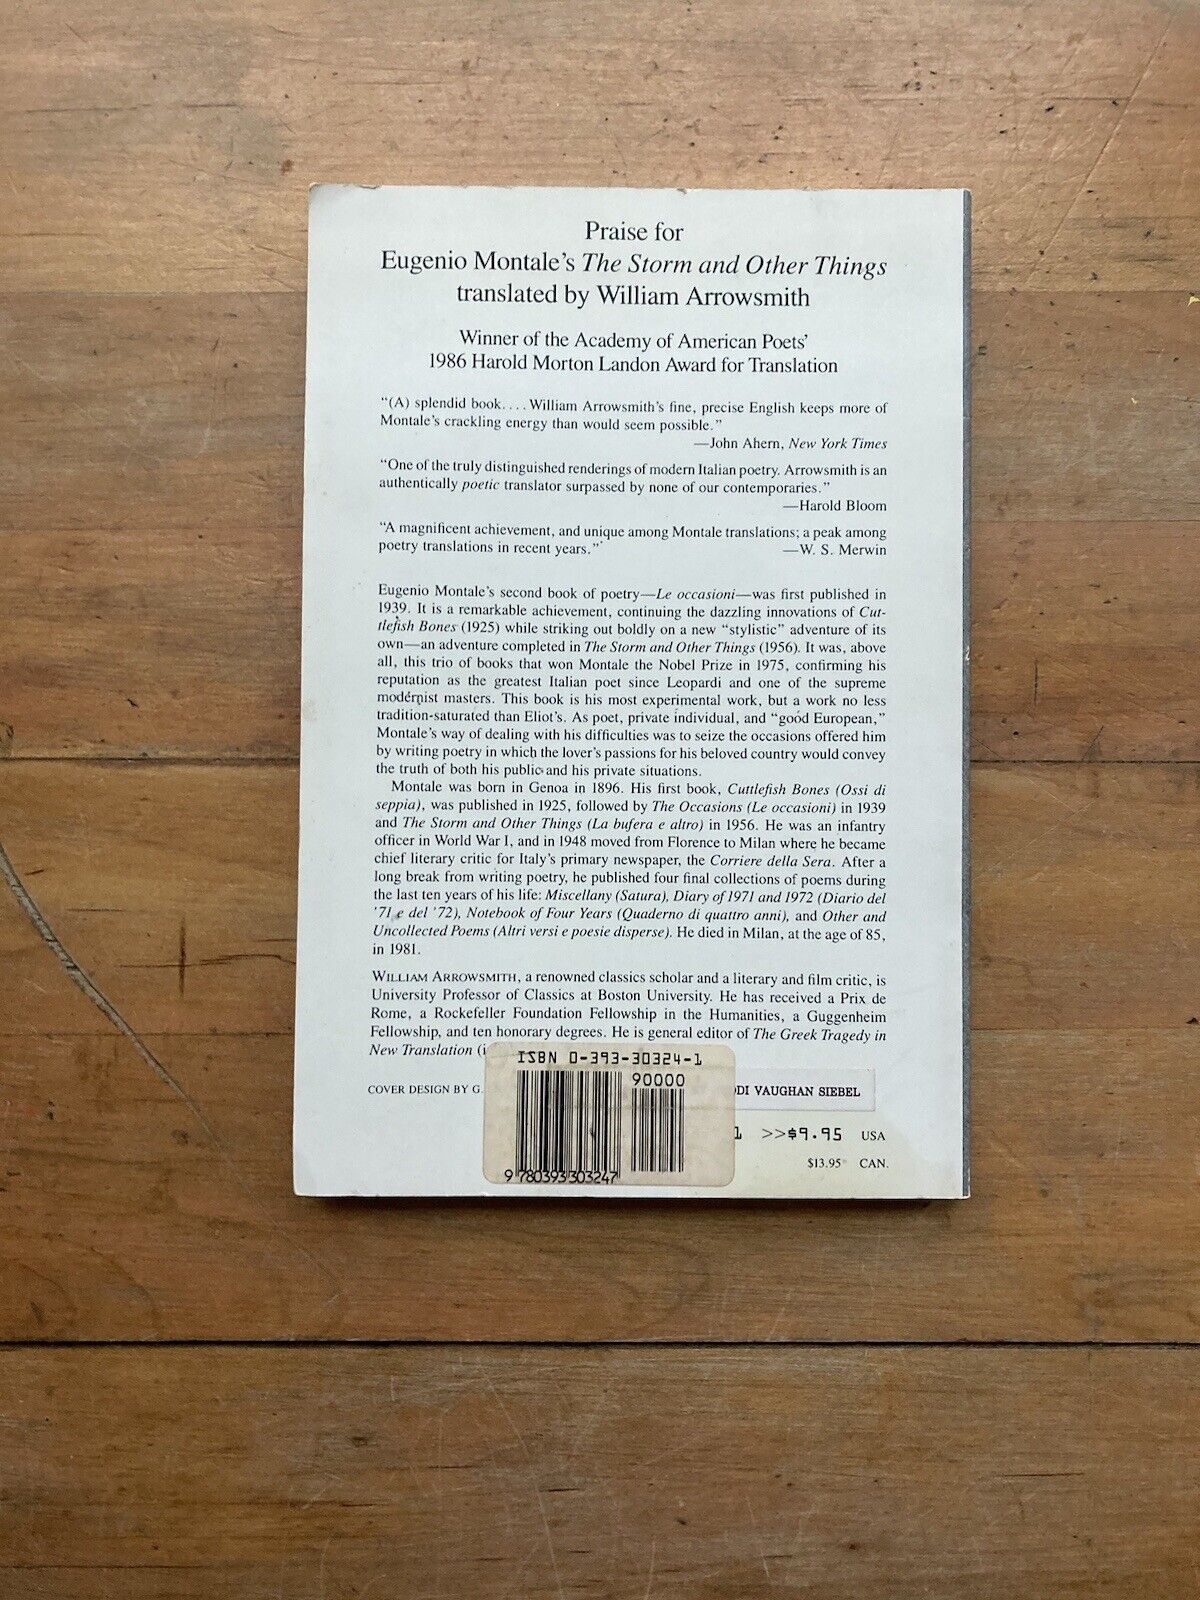 Praise for
Eugenio Montale's The Storm and Other Things
translated by William Arrowsmith
Winner of the Academy of American Poets'
1986 Harold Morton Landon Award for Translation
"(A) splendid book. . . . William Arrowsmith's fine, precise English keeps more of
Montale's crackling energy than would seem possible."
—John Ahern, New York Times
"One of the truly distinguished renderings of modern Italian poetry. Arrowsmith is an
authentically poetic translator surpassed by none of our contemporaries."
—Harold Bloom
"A magnificent achievement, and unique among Montale translations; a peak among
poetry translations in recent years." —W. S. Merwin
Eugenio Montale's second book of poetry—Le occasioni—was first published in
1939. It is a remarkable achievement, continuing the dazzling innovations of Cut-
tlefish Bones (1925) while striking out boldly on a new "stylistic" adventure of its
own—an adventure completed in The Storm and Other Things (1956). It was, above
all, this trio of books that won Montale the Nobel Prize in 1975, confirming his
reputation as the greatest Italian poet since Leopardi and one of the supreme
modernist masters. This book is his most experimental work, but a work no less
tradition-saturated than Eliot's. As poet, private individual, and "good European,"
Montale's way of dealing with his difficulties was to seize the occasions offered him
by writing poetry in which the lover's passions for his beloved country would convey
the truth of both his public and his private situations.
Montale was born in Genoa in 1896. His first book, Cuttlefish Bones (Ossi di
seppia), was published in 1925, followed by The Occasions (Le occasioni) in 1939
and The Storm and Other Things (La bufera e altro) in 1956. He was an infantry
officer in World War I, and in 1948 moved from Florence to Milan where he became
chief literary critic for Italy's primary newspaper, the Corriere della Sera. After a
long break from writing poetry, he published four final collections of poems during
the last ten years of his life: Miscellany (Satura), Diary of 1971 and 1972 (Diario del
'71 e del '72), Notebook of Four Years (Quaderno di quattro anni), and Other and
Uncollected Poems (Altri versi e poesie disperse). He died in Milan, at the age of 85,
in 1981.
WILLIAM ARROWSMITH, a renowned classics scholar and a literary and film critic, is
University Professor of Classics at Boston University. He has received a Prix de
Rome, a Rockefeller Foundation Fellowship in the Humanities, a Guggenheim
Fellowship, and ten honorary degrees. He is general editor of The Greek Tragedy in
New Translation
ISBN 0-393-30324-1
90000
COVER DESIGN BY G.
ODI VAUGHAN SIEBEL
1 >>$9.95 USA
$13.95 CAN.
9 780393 303247